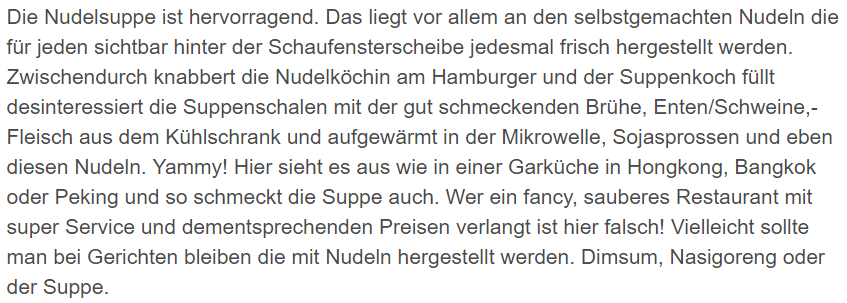 Die Nudelsuppe ist hervorragend. Das liegt vor allem an den selbstgemachten Nudeln die
für jeden sichtbar hinter der Schaufensterscheibe jedesmal frisch hergestellt werden.
Zwischendurch knabbert die Nudelköchin am Hamburger und der Suppenkoch füllt
desinteressiert die Suppenschalen mit der gut schmeckenden Brühe, Enten/Schweine,-
Fleisch aus dem Kühlschrank und aufgewärmt in der Mikrowelle, Sojasprossen und eben
diesen Nudeln. Yammy! Hier sieht es aus wie in einer Garküche in Hongkong, Bangkok
oder Peking und so schmeckt die Suppe auch. Wer ein fancy, sauberes Restaurant mit
super Service und dementsprechenden Preisen verlangt ist hier falsch! Vielleicht sollte
man bei Gerichten bleiben die mit Nudeln hergestellt werden. Dimsum, Nasigoreng oder
der Suppe.